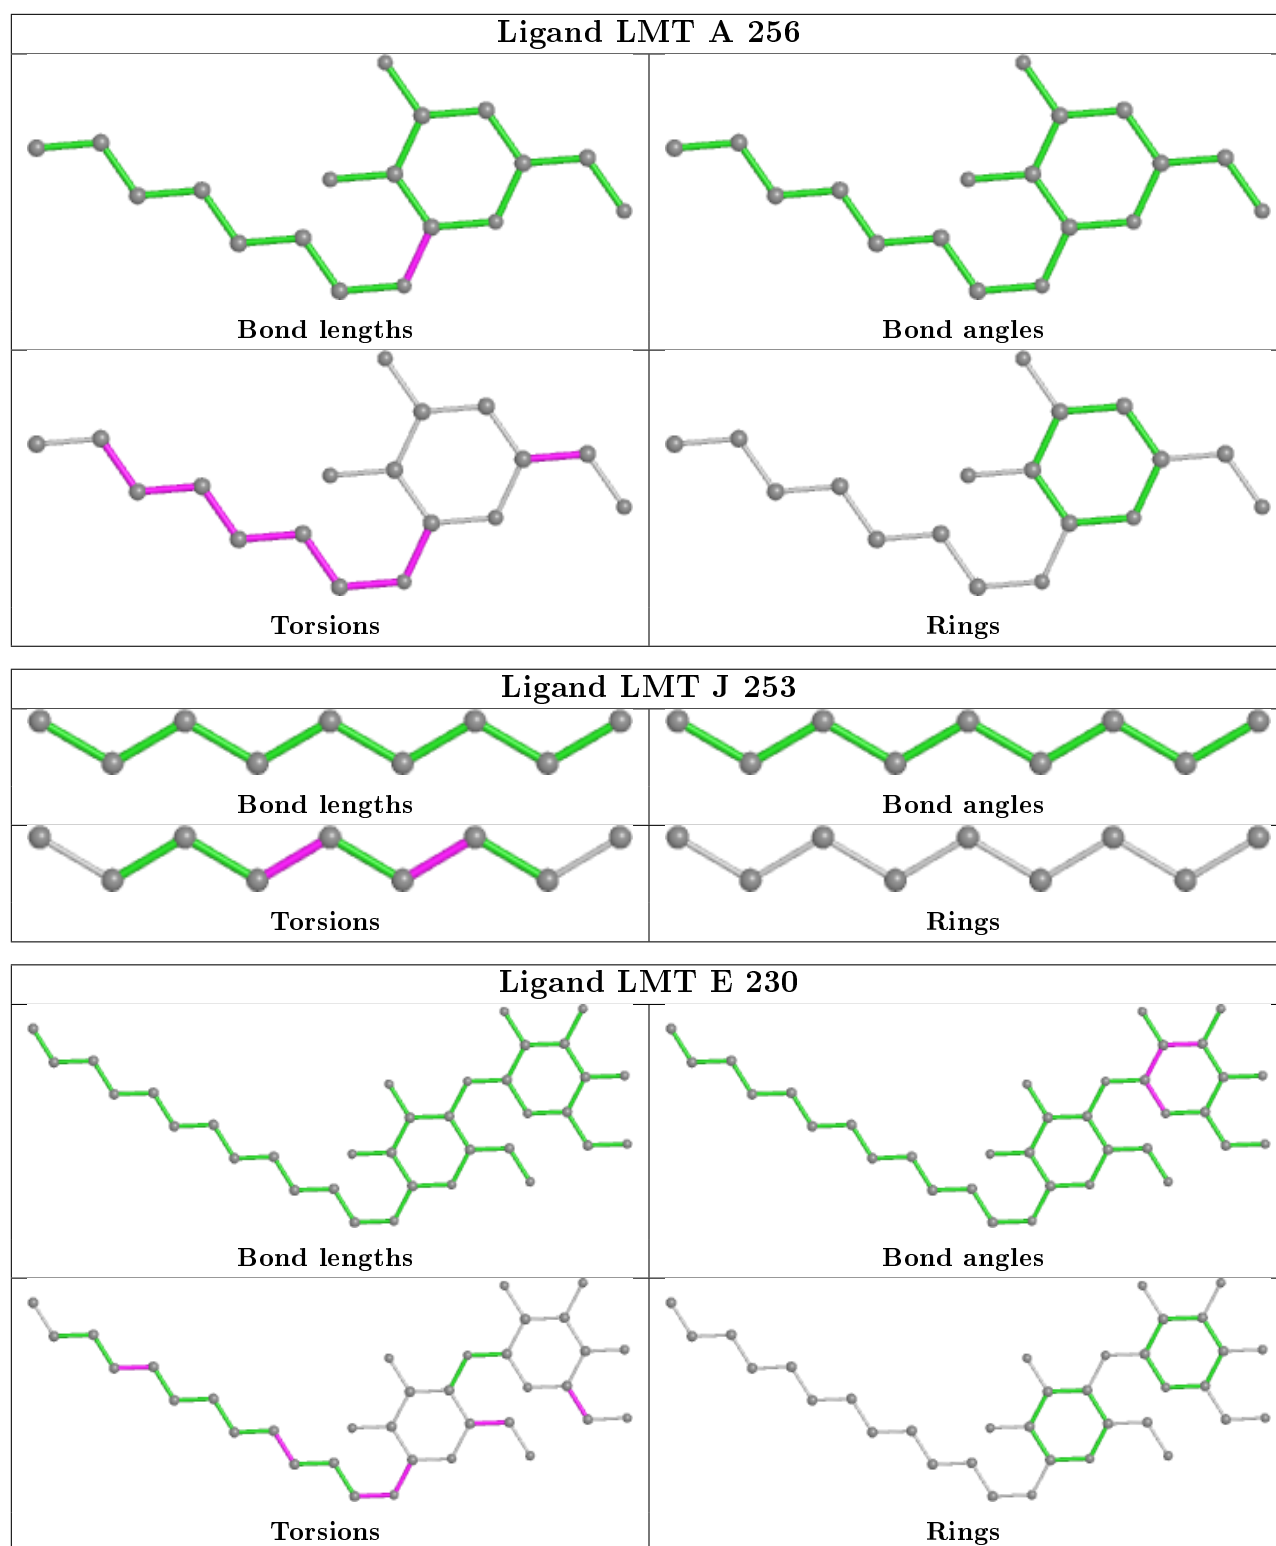 Ligand LMT A 256
Bond lengths
Bond angles
Torsions
Rings
Ligand LMT J 253
Bond lengths
Bond angles
Torsions
Rings
Ligand LMT E 230
Bond lengths
Bond angles
Torsions
Rings